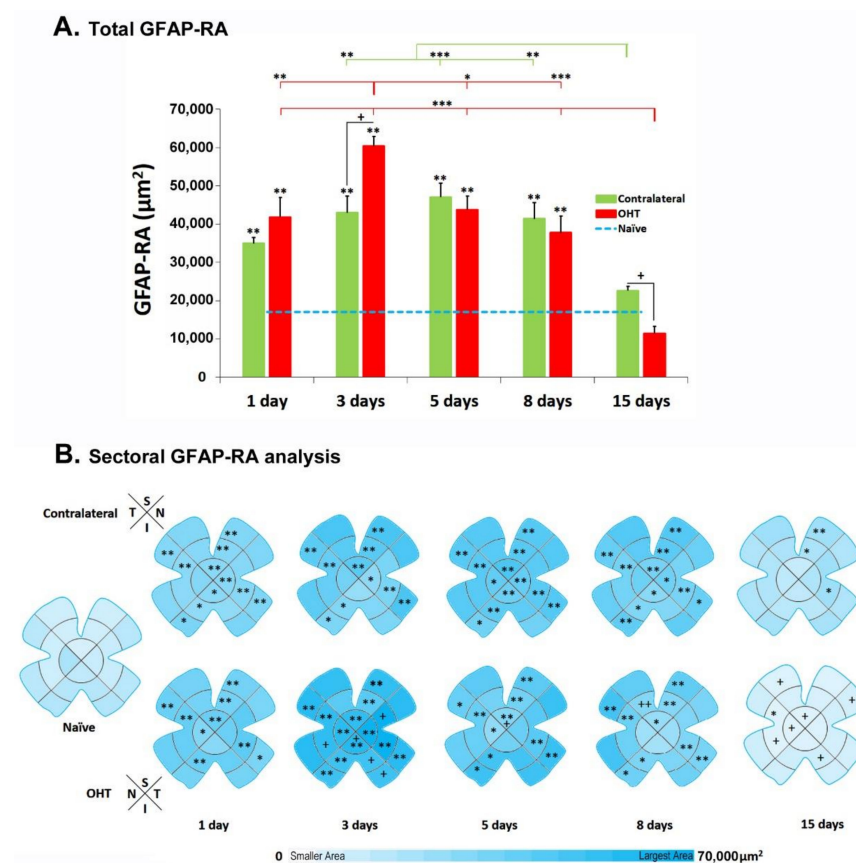 A. Total GFAP-RA
** *** **
** * ***
***
70,000
60,000
50,000
40,000
30,000
20,000
10,000
0
GFAP-RA (µm²)
+
** ** ** ** ** ** ** **
+
Contralateral
OHT
Naïve
1 day 3 days 5 days 8 days 15 days
B. Sectoral GFAP-RA analysis
Contralateral
S
T N
I
Naïve
OHT
S
N T
I
1 day 3 days 5 days 8 days 15 days
0 Smaller Area Largest Area 70,000µm²